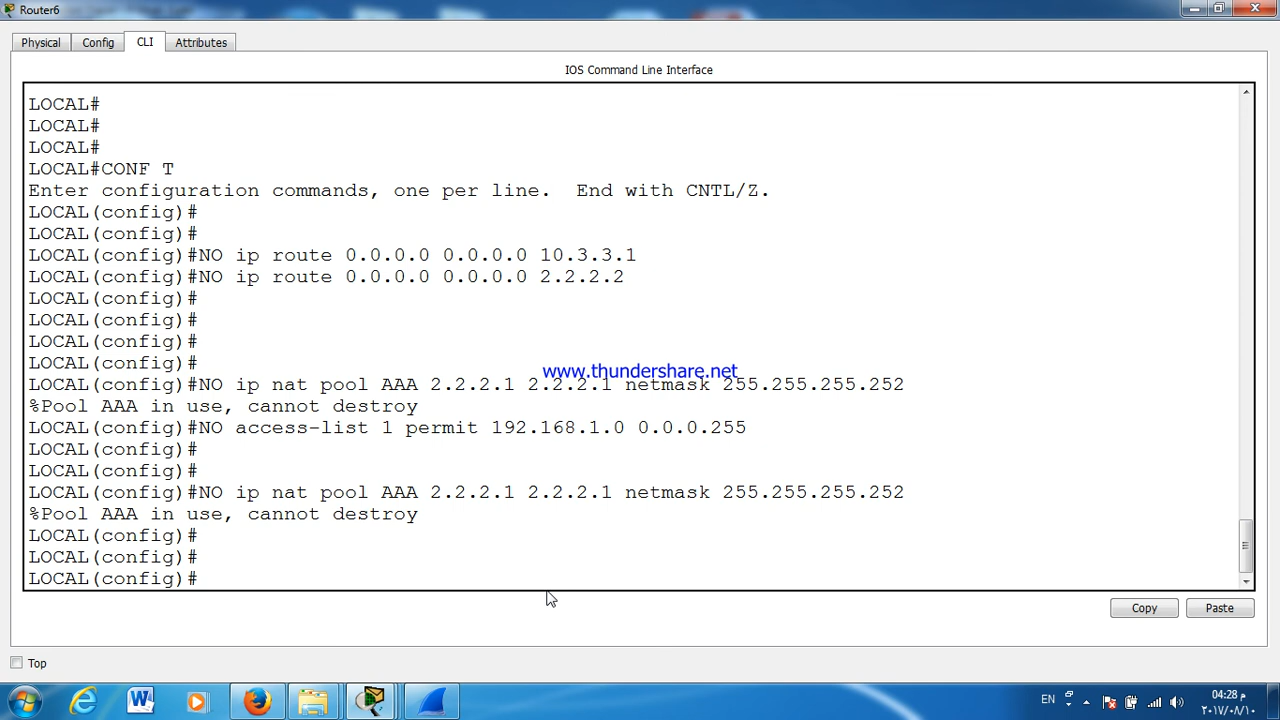 Router6
Physical
Config
CLI
Attributes
IOS Command Line Interface
LOCAL#
LOCAL#
LOCAL#
LOCAL#CONF T
Enter configuration commands, one per line.  End with CNTL/Z.
LOCAL(config)#
LOCAL(config)#
LOCAL(config)#NO ip route 0.0.0.0 0.0.0.0 10.3.3.1
LOCAL(config)#NO ip route 0.0.0.0 0.0.0.0 2.2.2.2
LOCAL(config)#
LOCAL(config)#
LOCAL(config)#
LOCAL(config)#
www.thundershare.net
LOCAL(config)#NO ip nat pool AAA 2.2.2.1 2.2.2.1 netmask 255.255.255.252
%Pool AAA in use, cannot destroy
LOCAL(config)#NO access-list 1 permit 192.168.1.0 0.0.0.255
LOCAL(config)#
LOCAL(config)#
LOCAL(config)#NO ip nat pool AAA 2.2.2.1 2.2.2.1 netmask 255.255.255.252
%Pool AAA in use, cannot destroy
LOCAL(config)#
LOCAL(config)#
LOCAL(config)#
Copy
Paste
Top
EN
04:28 م
٢٠١٧/٠٨/١٠